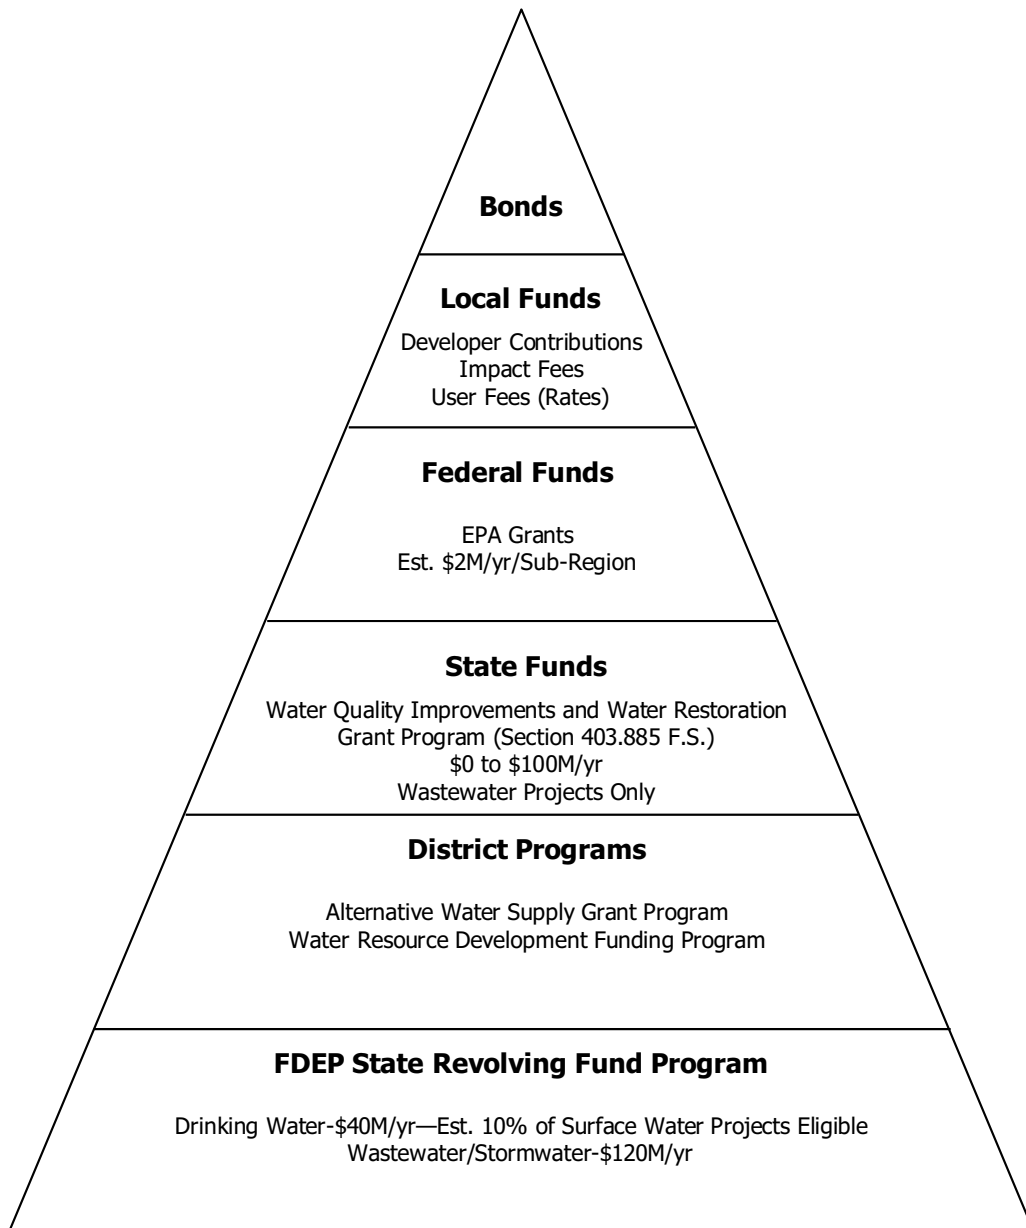 Bonds
Local Funds
Developer Contributions
Impact Fees
User Fees (Rates)
Federal Funds
EPA Grants
Est. $2M/yr/Sub-Region
State Funds
Water Quality Improvements and Water Restoration
Grant Program (Section 403.885 F.S.)
$0 to $100M/yr
Wastewater Projects Only
District Programs
Alternative Water Supply Grant Program
Water Resource Development Funding Program
FDEP State Revolving Fund Program
Drinking Water-$40M/yr—Est. 10% of Surface Water Projects Eligible
Wastewater/Stormwater-$120M/yr